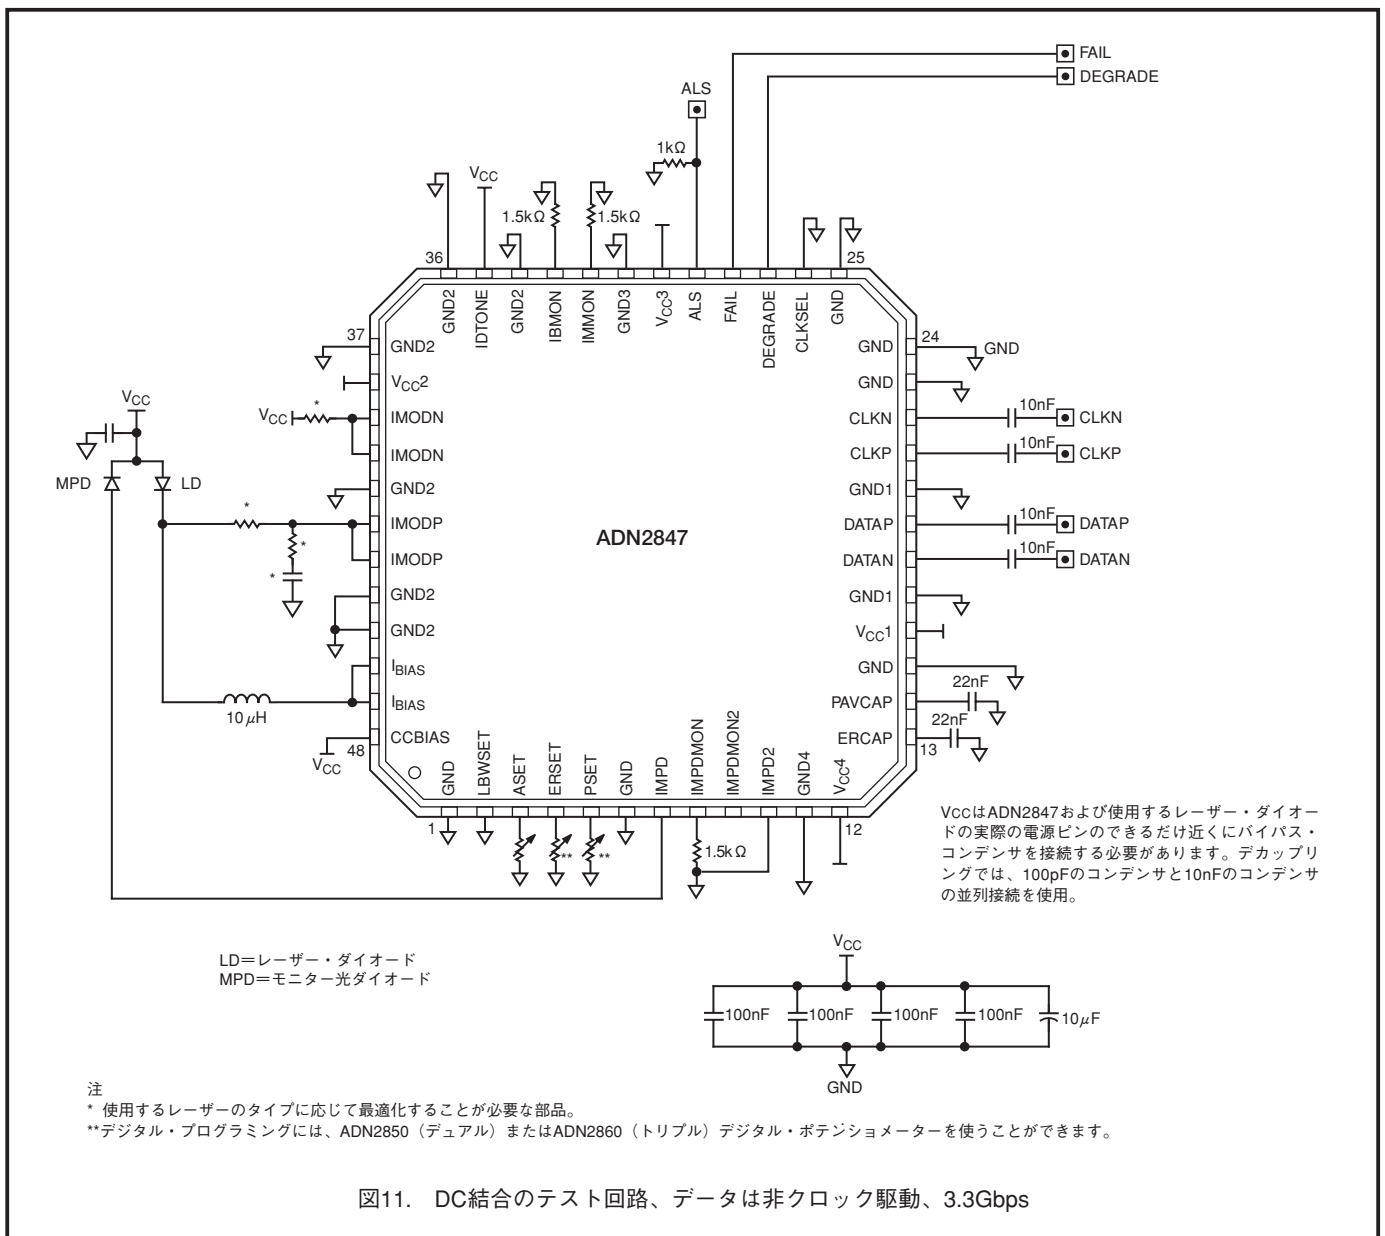 FAIL
DEGRADE
ALS
1kΩ
VCC
1.5kΩ
1.5kΩ
36
25
GND2
IDTONE
GND2
IBMON
IMMON
GND3
VCC3
ALS
FAIL
DEGRADE
CLKSEL
GND
37
GND2
VCC2
VCC
*
IMODN
IMODN
GND2
VCC
MPD
LD
*
*
*
IMODP
IMODP
GND2
GND2
IBIAS
IBIAS
10μH
CCBIAS
48
VCC
ADN2847
24
GND
GND
GND
CLKN
10nF
CLKN
CLKP
10nF
CLKP
GND1
DATAP
10nF
DATAP
DATAN
10nF
DATAN
GND1
VCC1
GND
PAVCAP
22nF
ERCAP
22nF
13
GND
LBWSET
ASET
ERSET
PSET
GND
IMPD
IMPDMON
IMPDMON2
IMPD2
GND4
VCC4
1
12
**
**
1.5kΩ
VCCはADN2847および使用するレーザー・ダイオー
ドの実際の電源ピンのできるだけ近くにバイパス・
コンデンサを接続する必要があります。デカップリ
ングでは、100pFのコンデンサと10nFのコンデンサ
の並列接続を使用。
LD＝レーザー・ダイオード
MPD＝モニター光ダイオード
VCC
100nF
100nF
100nF
100nF
10μF
GND
注
* 使用するレーザーのタイプに応じて最適化することが必要な部品。
**デジタル・プログラミングには、ADN2850（デュアル）またはADN2860（トリプル）デジタル・ポテンショメーターを使うことができます。
図11. DC結合のテスト回路、データは非クロック駆動、3.3Gbps